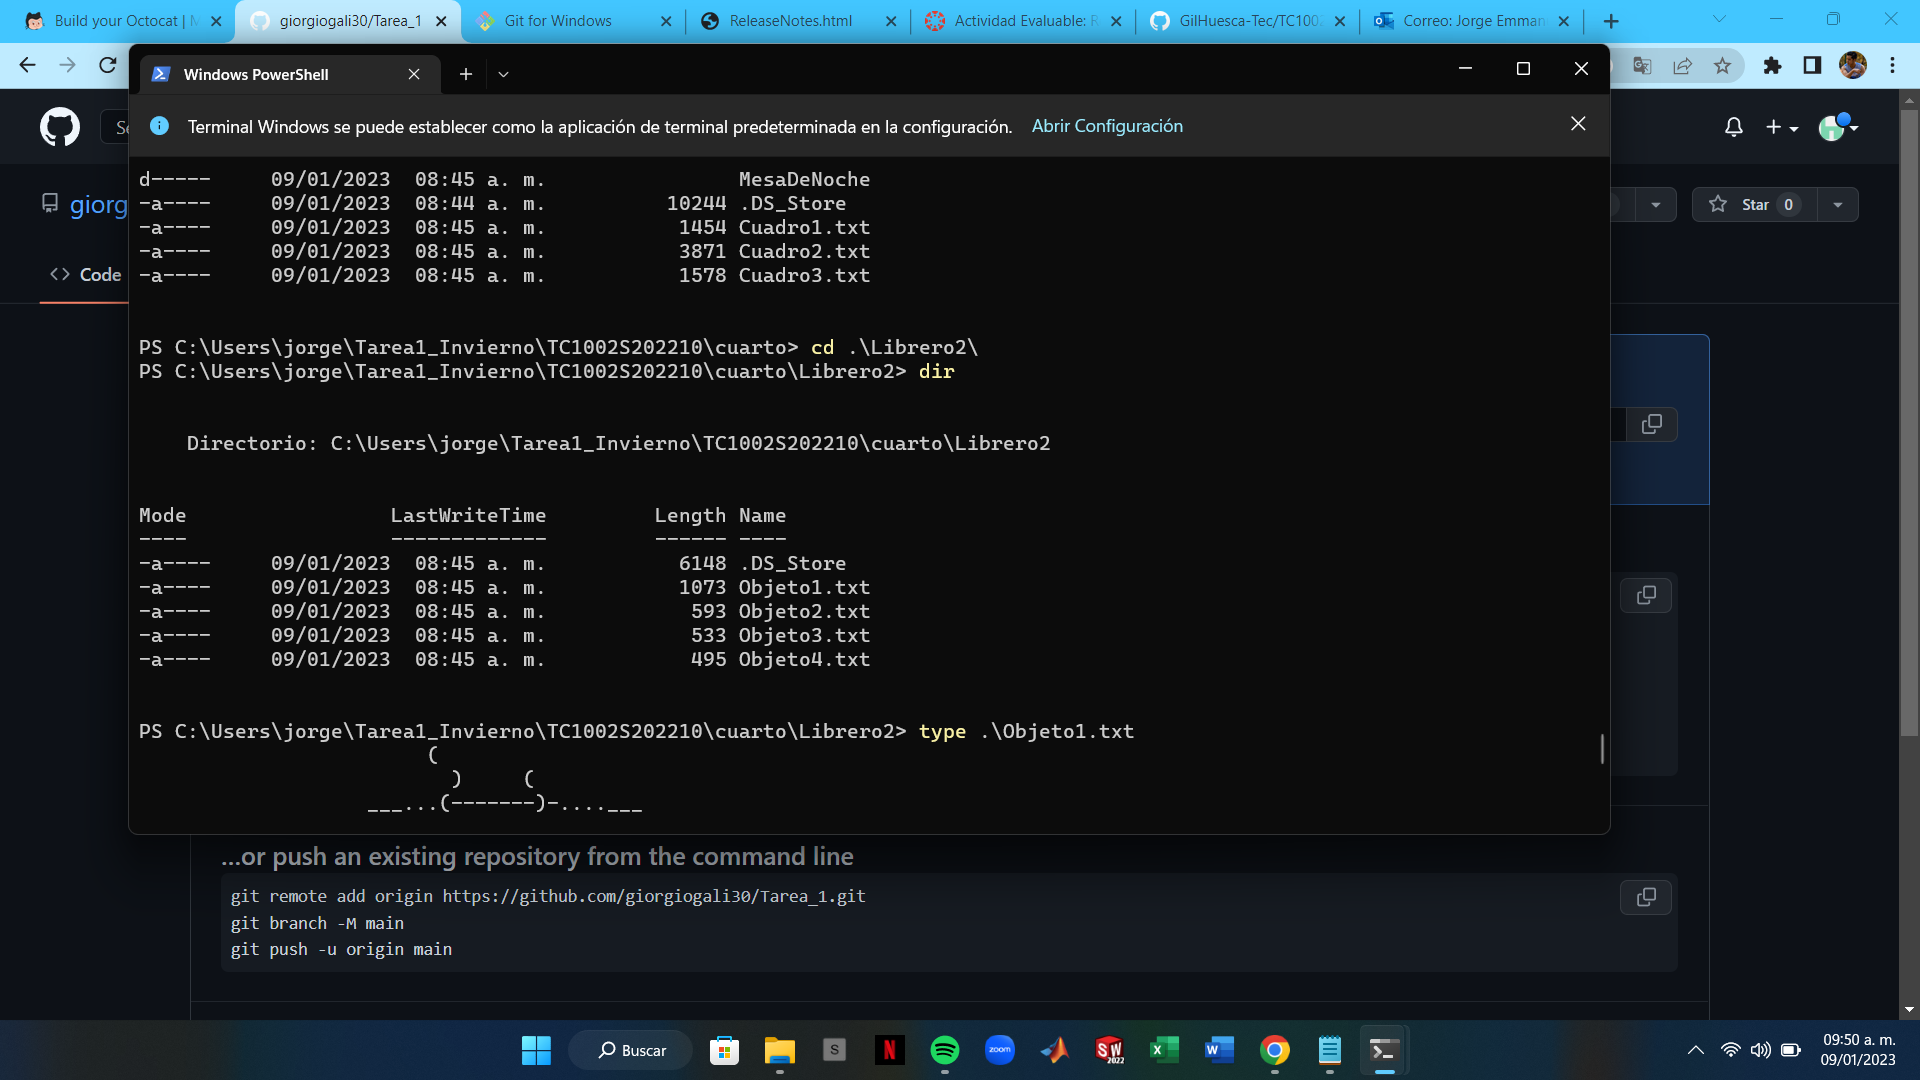 Build your Octocat | M
giorgiogali30/Tarea_1
Git for Windows
ReleaseNotes.html
Actividad Evaluable: R
GilHuesca-Tec/TC1002
Correo: Jorge Emman
Windows PowerShell
Terminal Windows se puede establecer como la aplicación de terminal predeterminada en la configuración. Abrir Configuración
d----- 09/01/2023 08:45 a. m. MesaDeNoche
-a---- 09/01/2023 08:44 a. m. 10244 .DS_Store
-a---- 09/01/2023 08:45 a. m. 1454 Cuadro1.txt
-a---- 09/01/2023 08:45 a. m. 3871 Cuadro2.txt
-a---- 09/01/2023 08:45 a. m. 1578 Cuadro3.txt
giorg
Star 0
<> Code
PS C:\Users\jorge\Tarea1_Invierno\TC1002S202210\cuarto> cd .\Librero2\
PS C:\Users\jorge\Tarea1_Invierno\TC1002S202210\cuarto\Librero2> dir
Directorio: C:\Users\jorge\Tarea1_Invierno\TC1002S202210\cuarto\Librero2
Mode LastWriteTime Length Name
---- ------------- ------ ----
-a---- 09/01/2023 08:45 a. m. 6148 .DS_Store
-a---- 09/01/2023 08:45 a. m. 1073 Objeto1.txt
-a---- 09/01/2023 08:45 a. m. 593 Objeto2.txt
-a---- 09/01/2023 08:45 a. m. 533 Objeto3.txt
-a---- 09/01/2023 08:45 a. m. 495 Objeto4.txt
PS C:\Users\jorge\Tarea1_Invierno\TC1002S202210\cuarto\Librero2> type .\Objeto1.txt
(
) (
___...(-------)-....___
...or push an existing repository from the command line
git remote add origin https://github.com/giorgiogali30/Tarea_1.git
git branch -M main
git push -u origin main
Buscar
S
N
zoom
SW
2022
09:50 a. m.
09/01/2023